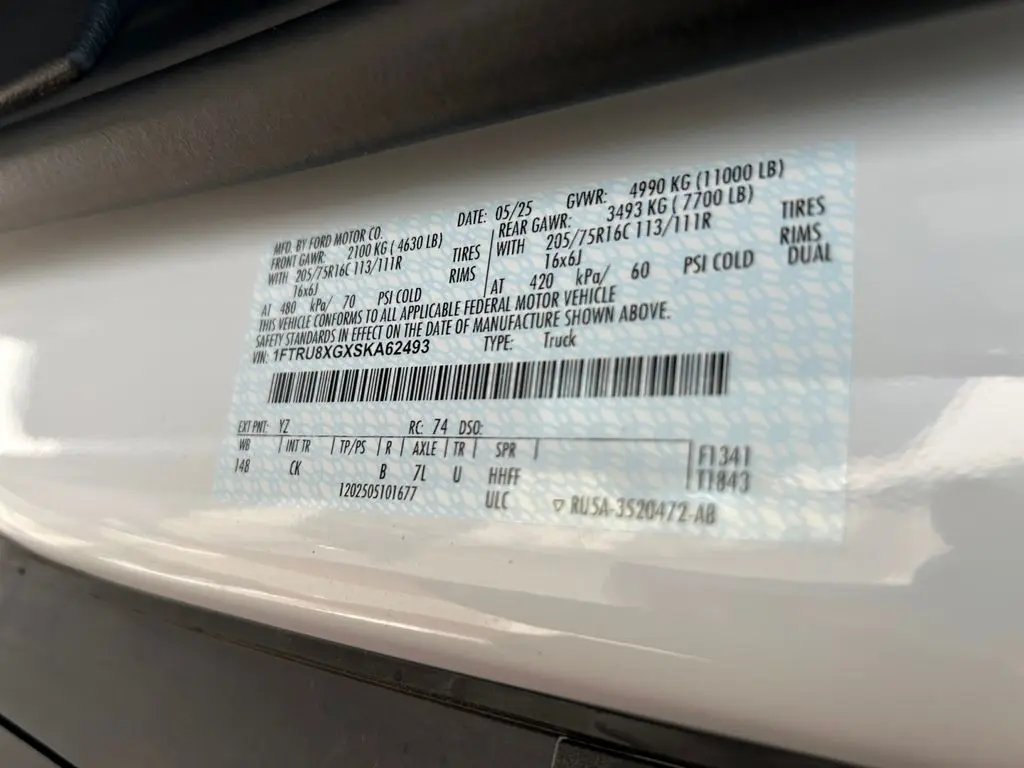 MFD. BY FORD MOTOR CO. DATE: 05/25 GVWR: 4990 KG (11000 LB)
FRONT GAWR: 2100 KG ( 4630 LB) REAR GAWR: 3493 KG ( 7700 LB)
WITH 205/75R16C 113/111R TIRES WITH 205/75R16C 113/111R TIRES
16x6J RIMS 16x6J RIMS
AT 480 kPa/ 70 PSI COLD AT 420 kPa/ 60 PSI COLD DUAL
THIS VEHICLE CONFORMS TO ALL APPLICABLE FEDERAL MOTOR VEHICLE
SAFETY STANDARDS IN EFFECT ON THE DATE OF MANUFACTURE SHOWN ABOVE.
VIN: 1FTRU8XGXSKA62493 TYPE: Truck
EXT PNT: YZ RC: 74 DSO:
WB INT TR TP/PS R AXLE TR SPR F1341
148 CK B 7L U HHFF T1843
1202505101677 ULC ▽ RU5A-3520472-AB